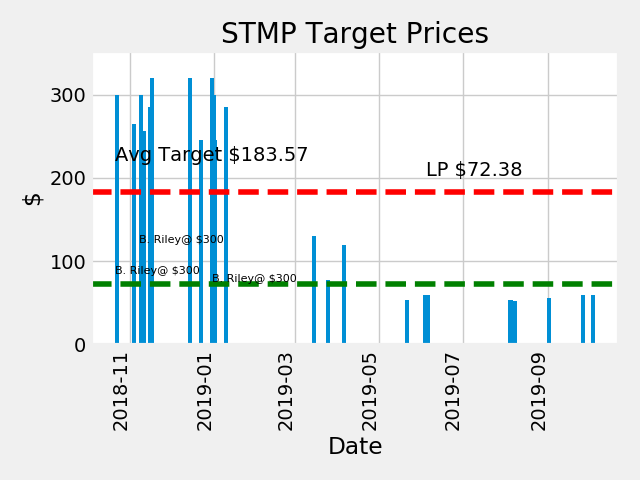 STMP Target Prices
300
Avg Target $183.57
LP $72.38
200
$
B. Riley@ $300
100
B. Riley@ $300
B. Riley@ $300
0
2018-11
2019-01
2019-03
2019-05
2019-07
2019-09
Date